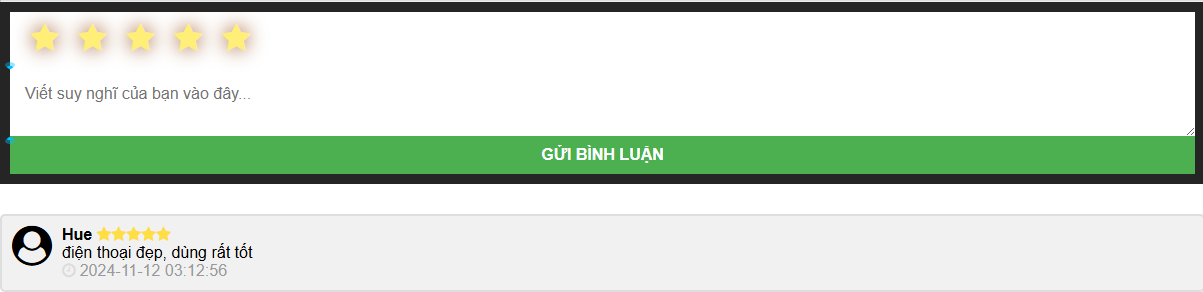 Viết suy nghĩ của bạn vào đây...
GỬI BÌNH LUẬN
Hue
điện thoại đẹp, dùng rất tốt
2024-11-12 03:12:56